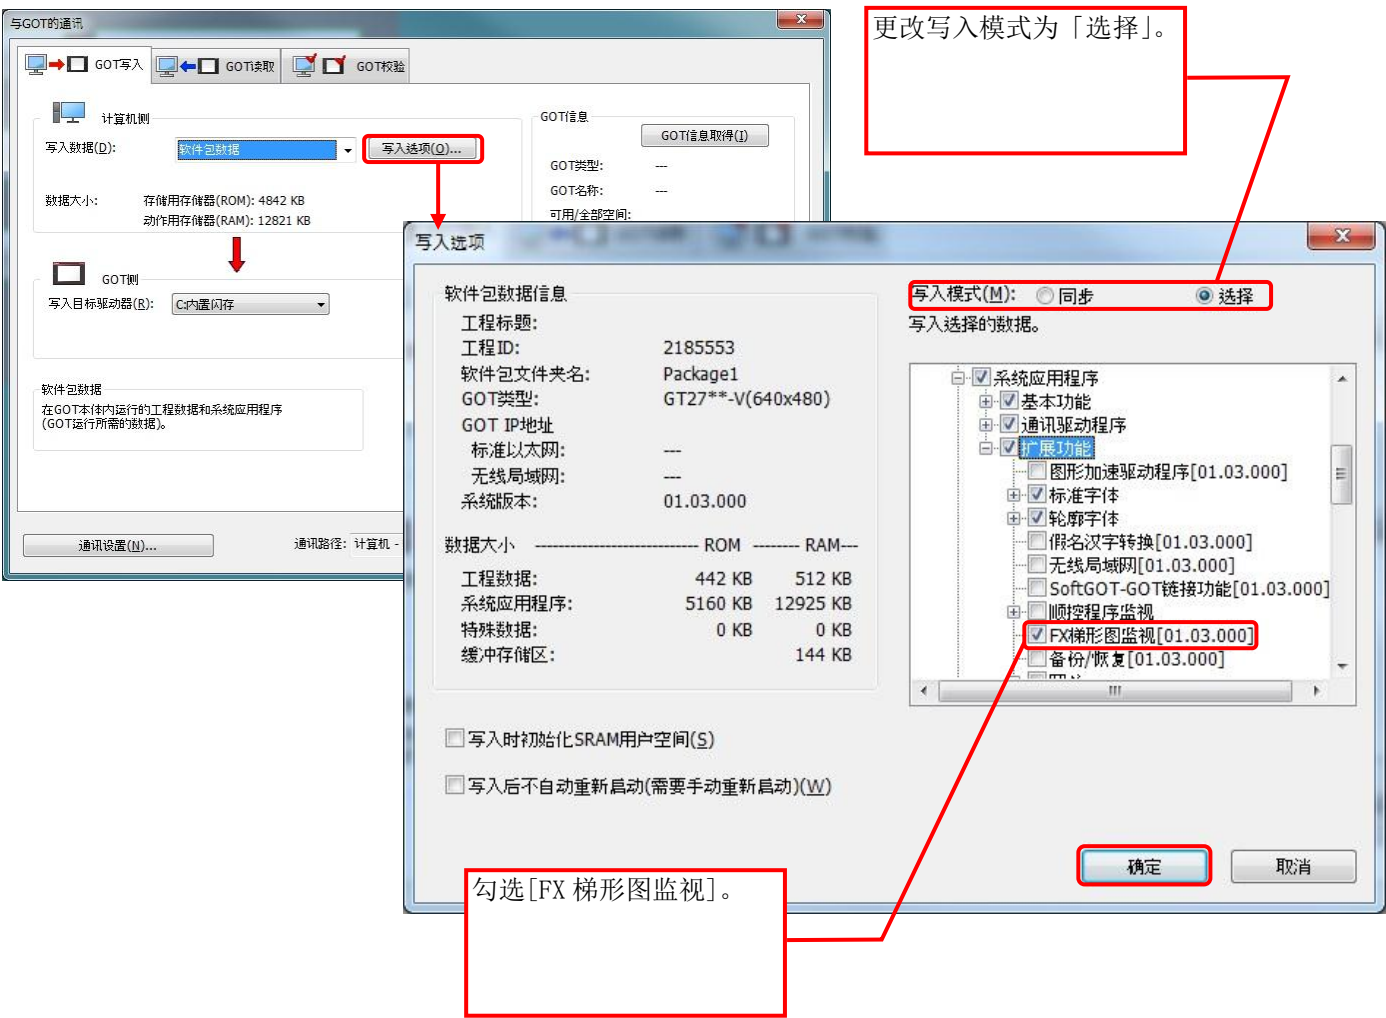 与GOT的通讯
更改写入模式为「选择」。
GOT写入
GOT读取
GOT校验
计算机侧
写入数据(D):
软件包数据
写入选项(O)...
数据大小:
存储用存储器(ROM): 4842 KB
动作用存储器(RAM): 12821 KB
GOT信息
GOT信息取得(I)
GOT类型:
---
GOT名称:
---
可用/全部空间:
GOT侧
写入目标驱动器(R):
C:内置闪存
软件包数据
在GOT本体内运行的工程数据和系统应用程序
(GOT运行所需的数据)。
通讯设置(N)...
通讯路径: 计算机 -
写入选项
软件包数据信息
工程标题:
工程ID: 2185553
软件包文件夹名: Package1
GOT类型: GT27**-V(640x480)
GOT IP地址
标准以太网: ---
无线局域网: ---
系统版本: 01.03.000
数据大小 ---------------------------- ROM -------- RAM---
工程数据: 442 KB 512 KB
系统应用程序: 5160 KB 12925 KB
特殊数据: 0 KB 0 KB
缓冲存储区: 144 KB
写入模式(M): 同步 选择
写入选择的数据。
系统应用程序
基本功能
通讯驱动程序
扩展功能
图形加速驱动程序[01.03.000]
标准字体
轮廓字体
假名汉字转换[01.03.000]
无线局域网[01.03.000]
SoftGOT-GOT链接功能[01.03.000]
顺控程序监视
FX梯形图监视[01.03.000]
备份/恢复[01.03.000]
写入时初始化SRAM用户空间(S)
写入后不自动重新启动(需要手动重新启动)(W)
确定
取消
勾选[FX 梯形图监视]。